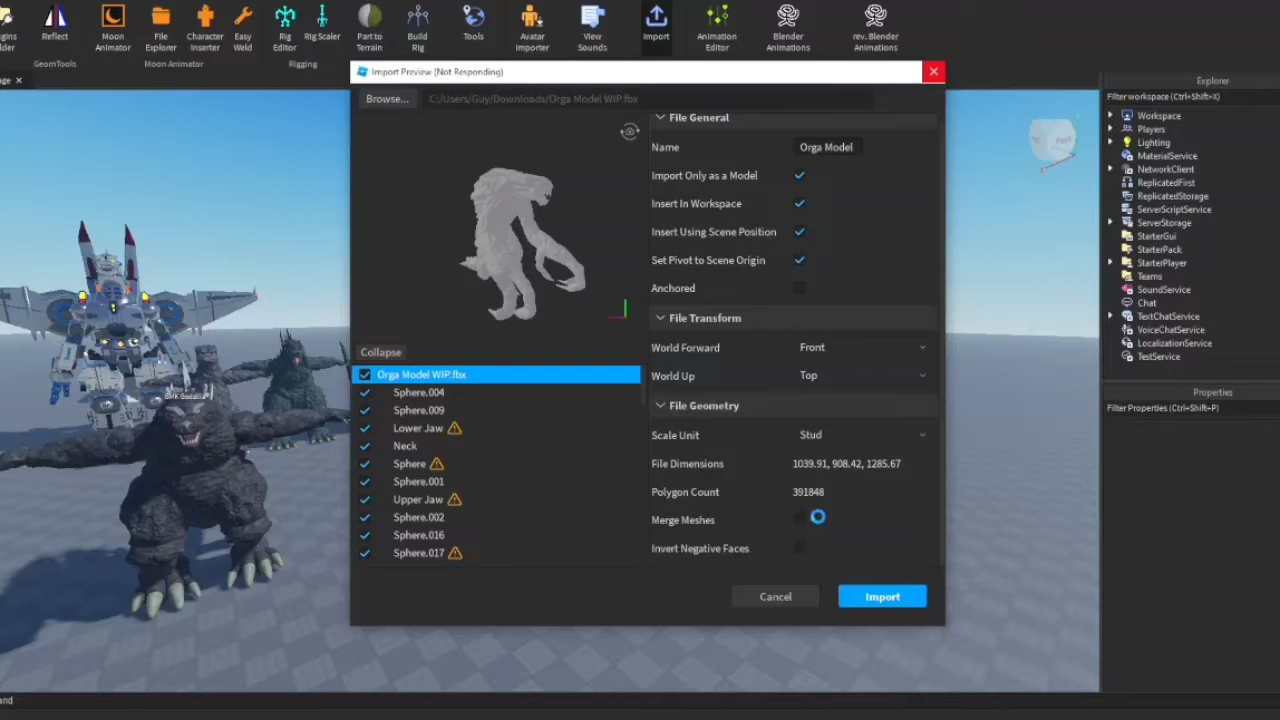 Reflect
GeomTools
Moon
Animator
File
Explorer
Character
Inserter
Easy
Weld
Moon Animator
Rig
Editor
Rig Scaler
Rigging
Part to
Terrain
Build
Rig
Tools
Avatar
Importer
View
Sounds
Import
Animation
Editor
Blender
Animations
rev. Blender
Animations
Import Preview (Not Responding)
Browse...
C:/Users/Guy/Downloads/Orga Model WIP.fbx
File General
Name
Orga Model
Import Only as a Model
Insert In Workspace
Insert Using Scene Position
Set Pivot to Scene Origin
Anchored
File Transform
World Forward
Front
World Up
Top
File Geometry
Scale Unit
Stud
File Dimensions
1039.91, 908.42, 1285.67
Polygon Count
391848
Merge Meshes
Invert Negative Faces
Cancel
Import
Collapse
Orga Model WIP.fbx
Sphere.004
Sphere.009
Lower Jaw
Neck
Sphere
Sphere.001
Upper Jaw
Sphere.002
Sphere.016
Sphere.017
GMK Godzilla
Explorer
Filter workspace (Ctrl+Shift+X)
Workspace
Players
Lighting
MaterialService
NetworkClient
ReplicatedFirst
ReplicatedStorage
ServerScriptService
ServerStorage
StarterGui
StarterPack
StarterPlayer
Teams
SoundService
Chat
TextChatService
VoiceChatService
LocalizationService
TestService
Properties
Filter Properties (Ctrl+Shift+P)